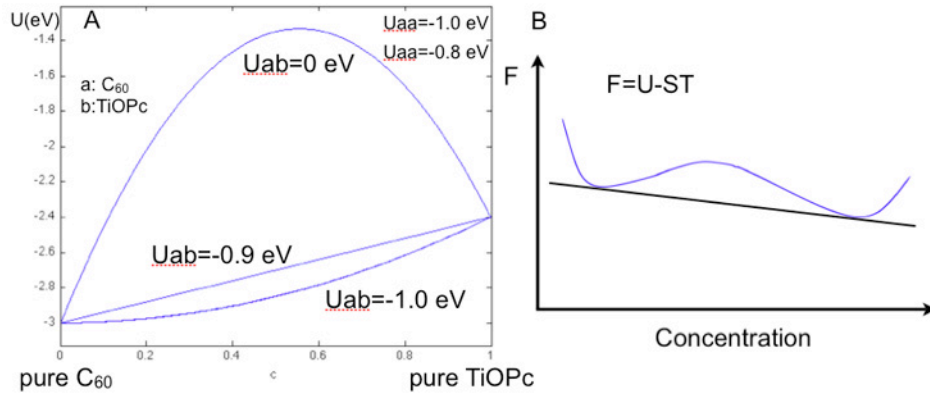 U(eV)
A
Uaa=-1.0 eV
Uaa=-0.8 eV
Uab=0 eV
a: C₆₀
b:TiOPc
Uab=-0.9 eV
Uab=-1.0 eV
-1.4
-1.6
-1.8
-2
-2.2
-2.4
-2.6
-2.8
-3
0
0.2
0.4
0.6
0.8
1
c
pure C₆₀
pure TiOPc
B
F
F=U-ST
Concentration